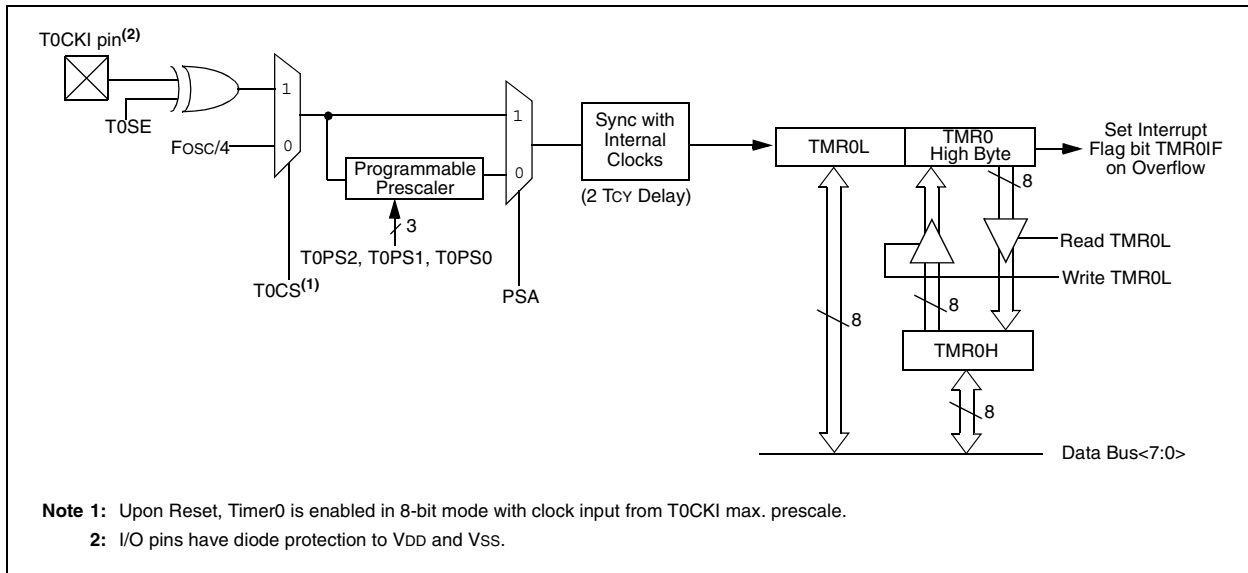 T0CKI pin(2)
T0SE
FOSC/4
1
0
T0CS(1)
Programmable
Prescaler
3
T0PS2, T0PS1, T0PS0
1
0
PSA
Sync with
Internal
Clocks
(2 TCY Delay)
TMR0L
TMR0
High Byte
Set Interrupt
Flag bit TMR0IF
on Overflow
8
Read TMR0L
Write TMR0L
8
8
TMR0H
8
Data Bus<7:0>
Note 1: Upon Reset, Timer0 is enabled in 8-bit mode with clock input from T0CKI max. prescale.
2: I/O pins have diode protection to VDD and VSS.